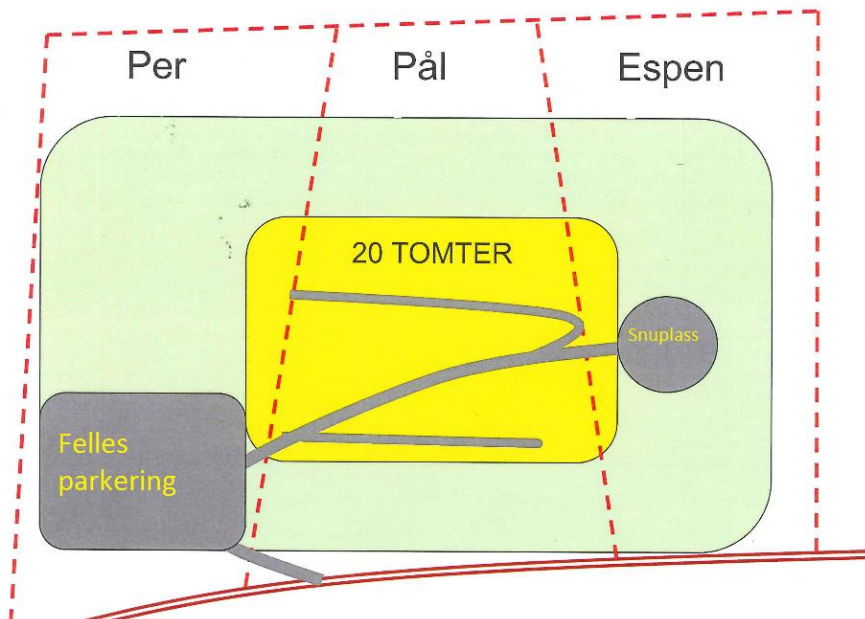 Per
Pål
Espen
20 TOMTER
Snuplass
Felles
parkering